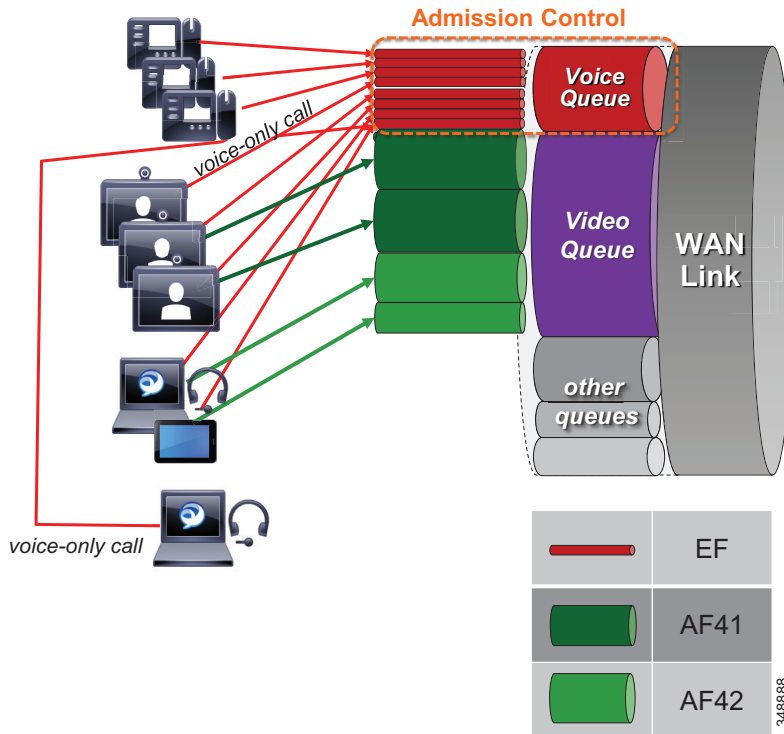 Admission Control
Voice
Queue
voice-only call
Video
Queue
WAN
Link
other
queues
voice-only call
EF
AF41
AF42
348888